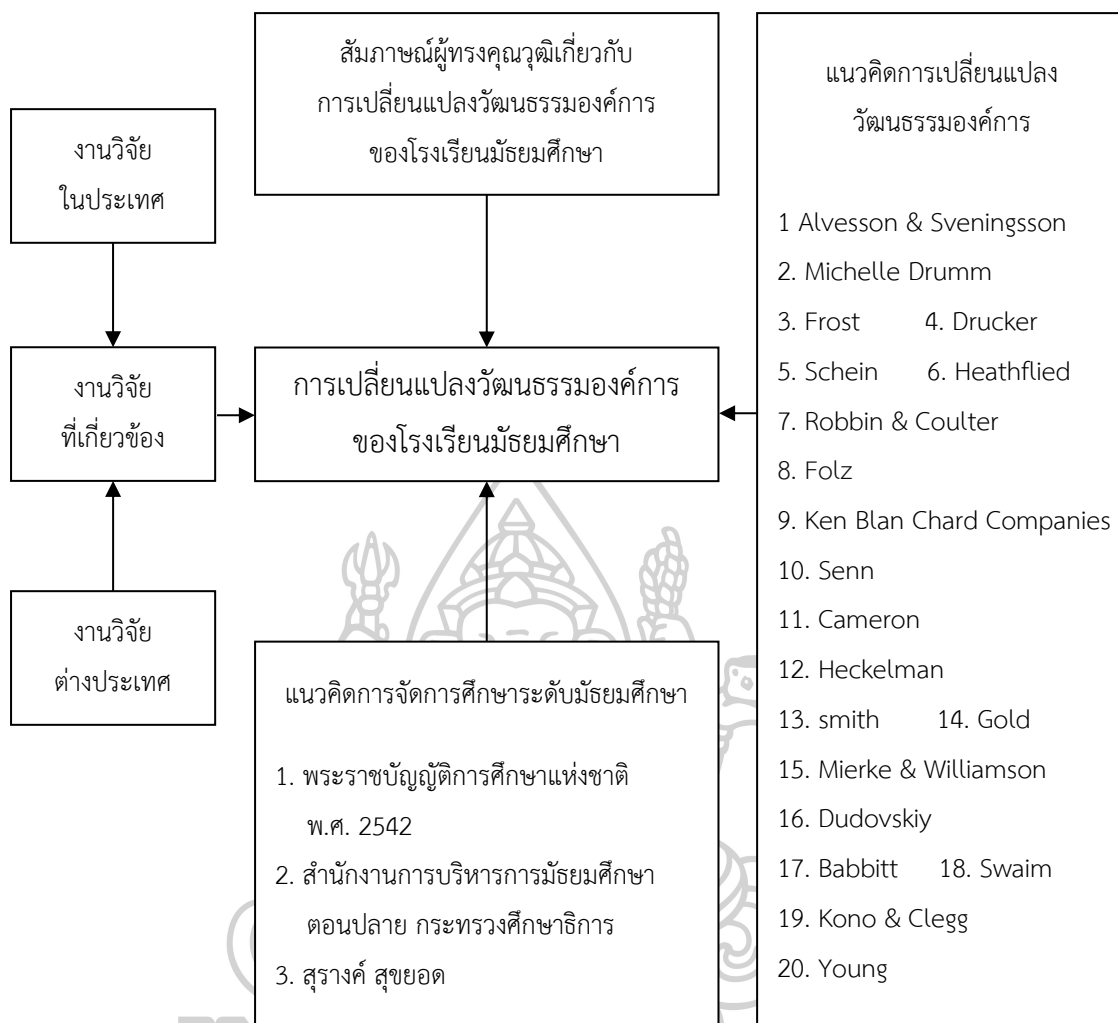 สัมภาษณ์ผู้ทรงคุณวุฒิเกี่ยวกับ
การเปลี่ยนแปลงวัฒนธรรมองค์การ
ของโรงเรียนมัธยมศึกษา
งานวิจัย
ในประเทศ
งานวิจัย
ที่เกี่ยวข้อง
งานวิจัย
ต่างประเทศ
การเปลี่ยนแปลงวัฒนธรรมองค์การ
ของโรงเรียนมัธยมศึกษา
แนวคิดการจัดการศึกษาระดับมัธยมศึกษา
1. พระราชบัญญัติการศึกษาแห่งชาติ
พ.ศ. 2542
2. สำนักงานการบริหารการมัธยมศึกษา
ตอนปลาย กระทรวงศึกษาธิการ
3. สุรางค์ สุขยอด
แนวคิดการเปลี่ยนแปลง
วัฒนธรรมองค์การ
1 Alvesson & Sveningsson
2. Michelle Drumm
3. Frost 4. Drucker
5. Schein 6. Heathflied
7. Robbin & Coulter
8. Folz
9. Ken Blan Chard Companies
10. Senn
11. Cameron
12. Heckelman
13. smith 14. Gold
15. Mierke & Williamson
16. Dudovskiy
17. Babbitt 18. Swaim
19. Kono & Clegg
20. Young